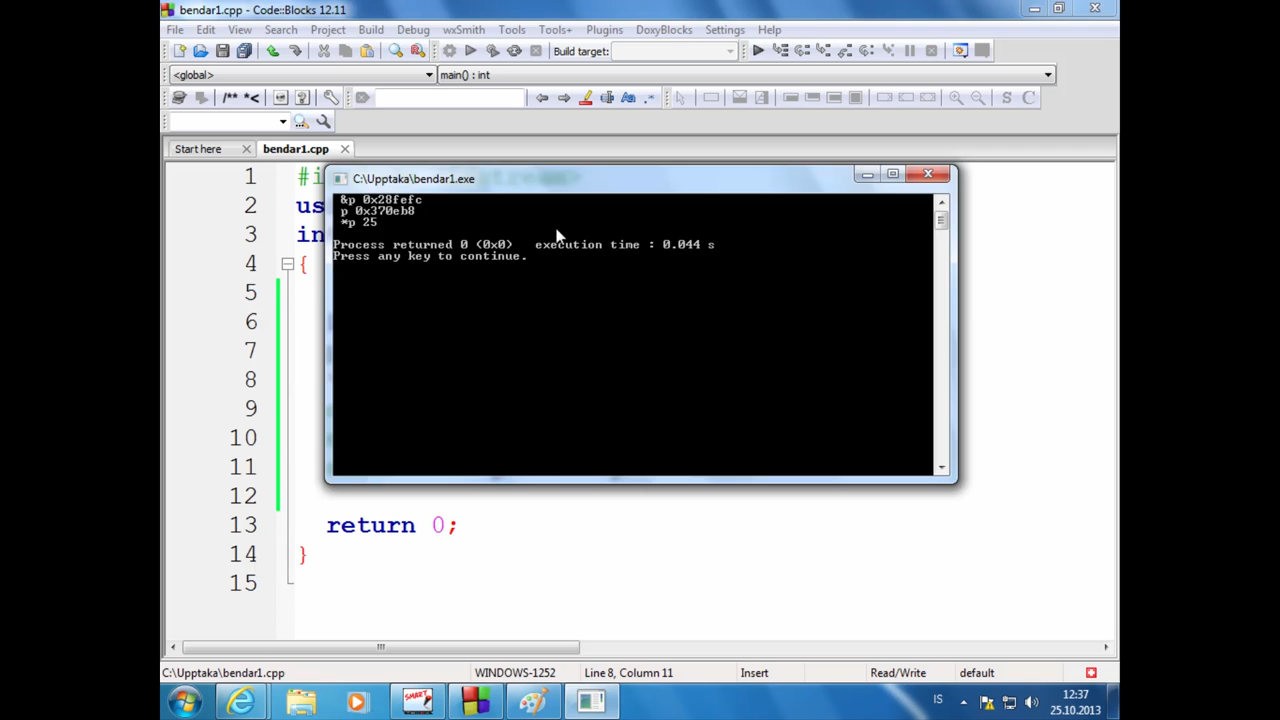 bendar1.cpp - Code::Blocks 12.11
File Edit View Search Project Build Debug wxSmith Tools Tools+ Plugins DoxyBlocks Settings Help
Build target:
<global> main() : int
/** *< Aa .* S C
Start here bendar1.cpp
1
2 us
3 in
4 {
5
6
7
8
9
10
11
12
13 return 0;
14 }
15
C:\Upptaka\bendar1.exe
&p 0x28fefc
p 0x370eb8
*p 25
Process returned 0 (0x0) execution time : 0.044 s
Press any key to continue.
C:\Upptaka\bendar1.cpp WINDOWS-1252 Line 8, Column 11 Insert Read/Write default
SMART IS 12:37
25.10.2013